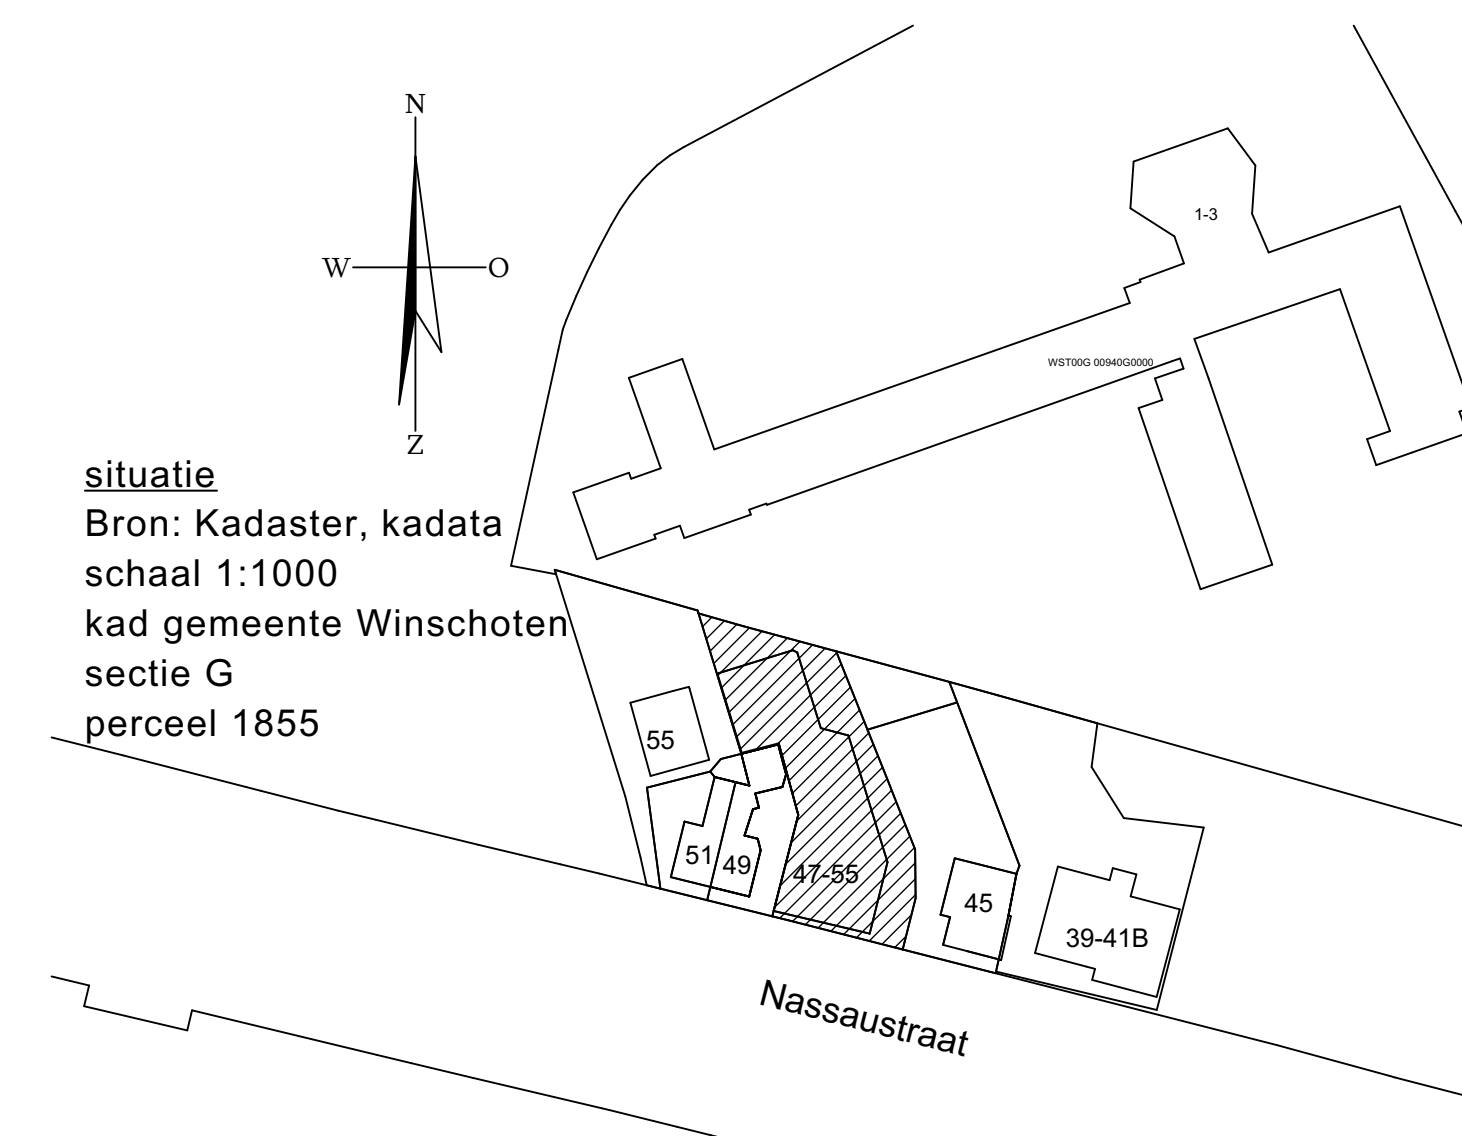 N
W O
Z
situatie
Bron: Kadaster, kadata
schaal 1:1000
kad gemeente Winschoten
sectie G
perceel 1855
1-3
WST00G 00940G0000
55
51
49
47-55
45
39-41B
Nassaustraat